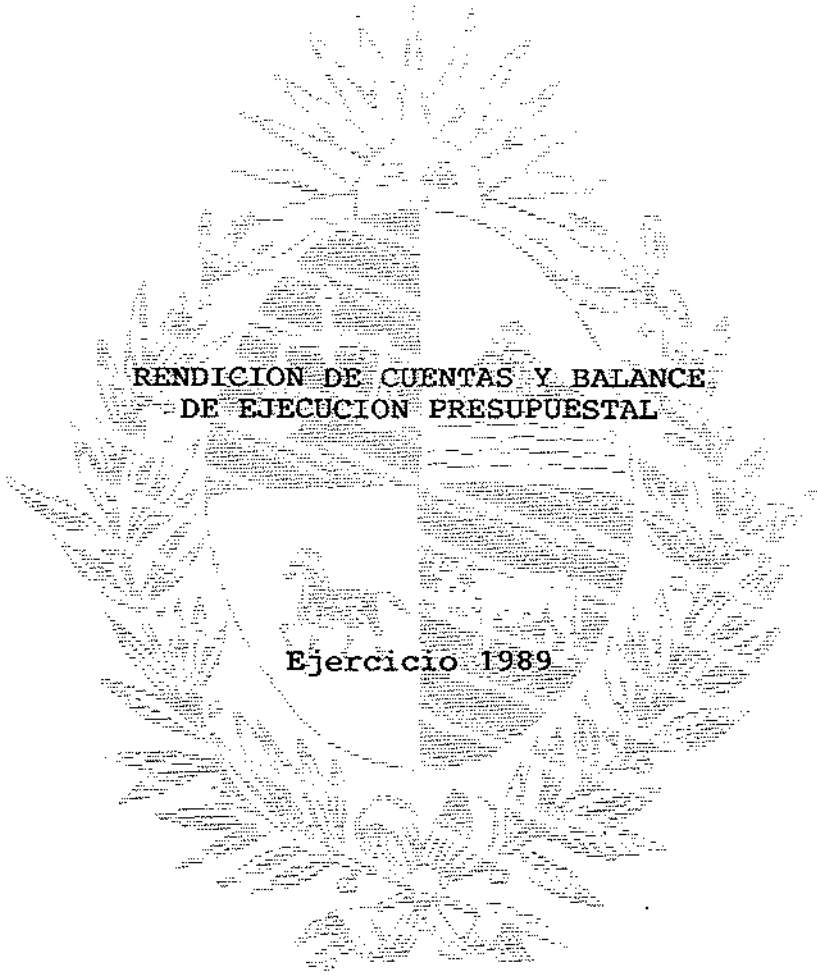 RENDICION DE CUENTAS Y BALANCE
DE EJECUCION PRESUPUESTAL
Ejercicio 1989